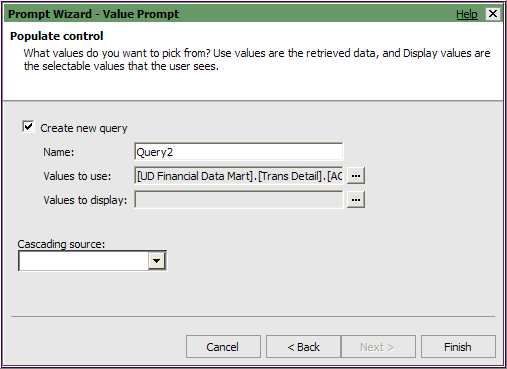 Prompt Wizard - Value Prompt Help
Populate control
What values do you want to pick from? Use values are the retrieved data, and Display values are
the selectable values that the user sees.
Create new query
Name: Query2
Values to use: [UD Financial Data Mart].[Trans Detail].[AC ...
Values to display: ...
Cascading source:
Cancel < Back Next > Finish